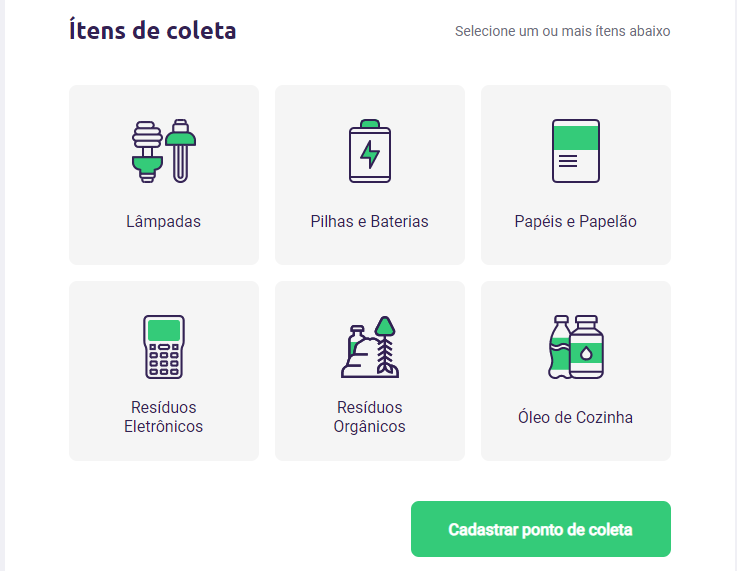 Ítens de coleta
Selecione um ou mais ítens abaixo
Lâmpadas
Pilhas e Baterias
Papéis e Papelão
Resíduos
Eletrônicos
Resíduos
Orgânicos
Óleo de Cozinha
Cadastrar ponto de coleta